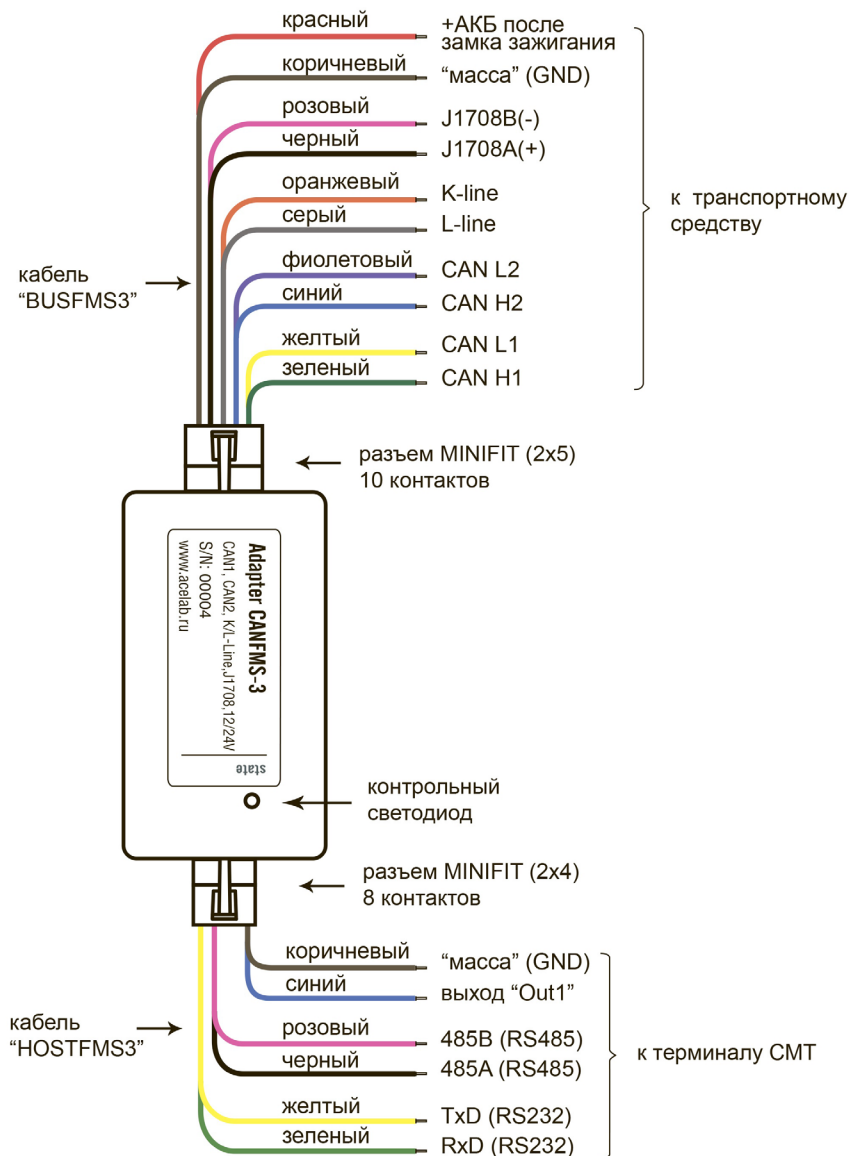 красный
+АКБ после
замка зажигания
коричневый
“масса” (GND)
розовый
J1708B(-)
черный
J1708A(+)
оранжевый
K-line
серый
L-line
к транспортному
средству
фиолетовый
CAN L2
кабель
“BUSFMS3”
синий
CAN H2
желтый
CAN L1
зеленый
CAN H1
разъем MINIFIT (2x5)
10 контактов
Adapter CANFMS-3
CAN1, CAN2, K/L-Line,J1708,12/24V
S/N: 00004
www.acelab.ru
state
контрольный
светодиод
разъем MINIFIT (2x4)
8 контактов
коричневый
“масса” (GND)
синий
выход “Out1”
кабель
“HOSTFMS3”
розовый
485B (RS485)
черный
485A (RS485)
к терминалу СМТ
желтый
TxD (RS232)
зеленый
RxD (RS232)